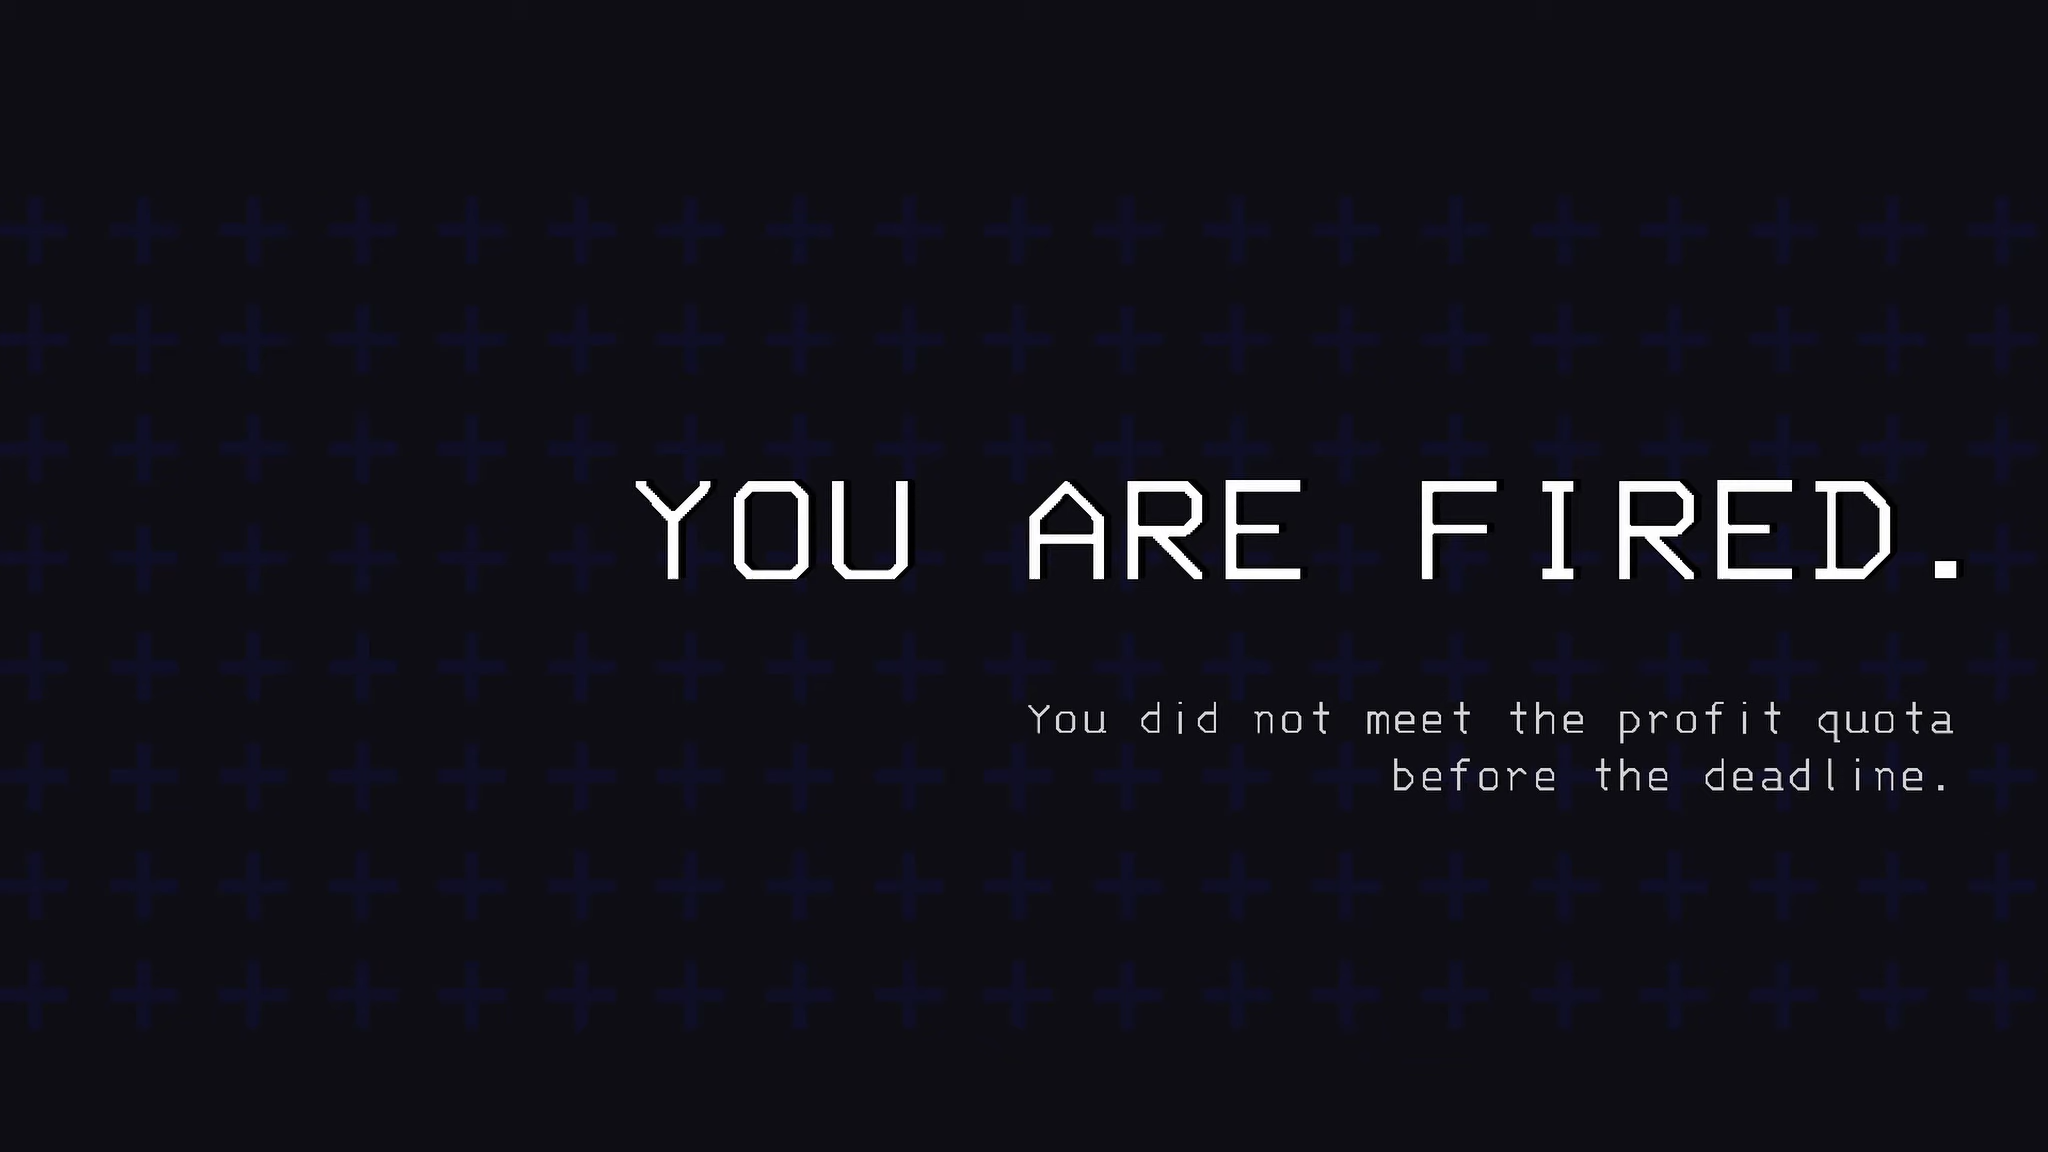 YOU ARE FIRED.
You did not meet the profit quota
before the deadline.